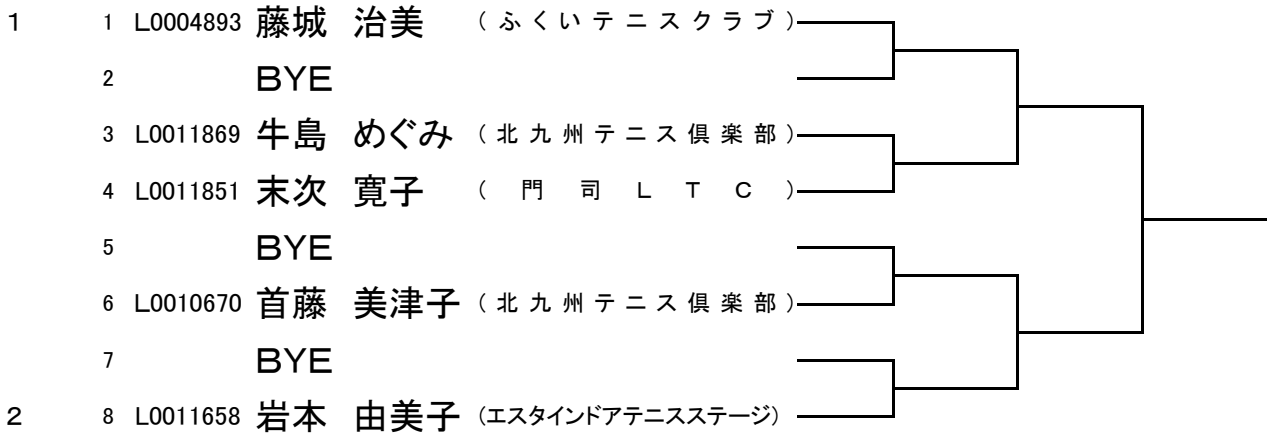 1 1 L0004893 藤城 治美 (ふくいテニスクラブ)
2 BYE
3 L0011869 牛島 めぐみ (北九州テニス倶楽部)
4 L0011851 末次 寛子 (門司LTC)
5 BYE
6 L0010670 首藤 美津子 (北九州テニス倶楽部)
7 BYE
2 8 L0011658 岩本 由美子 (エスタインドアテニスステージ)